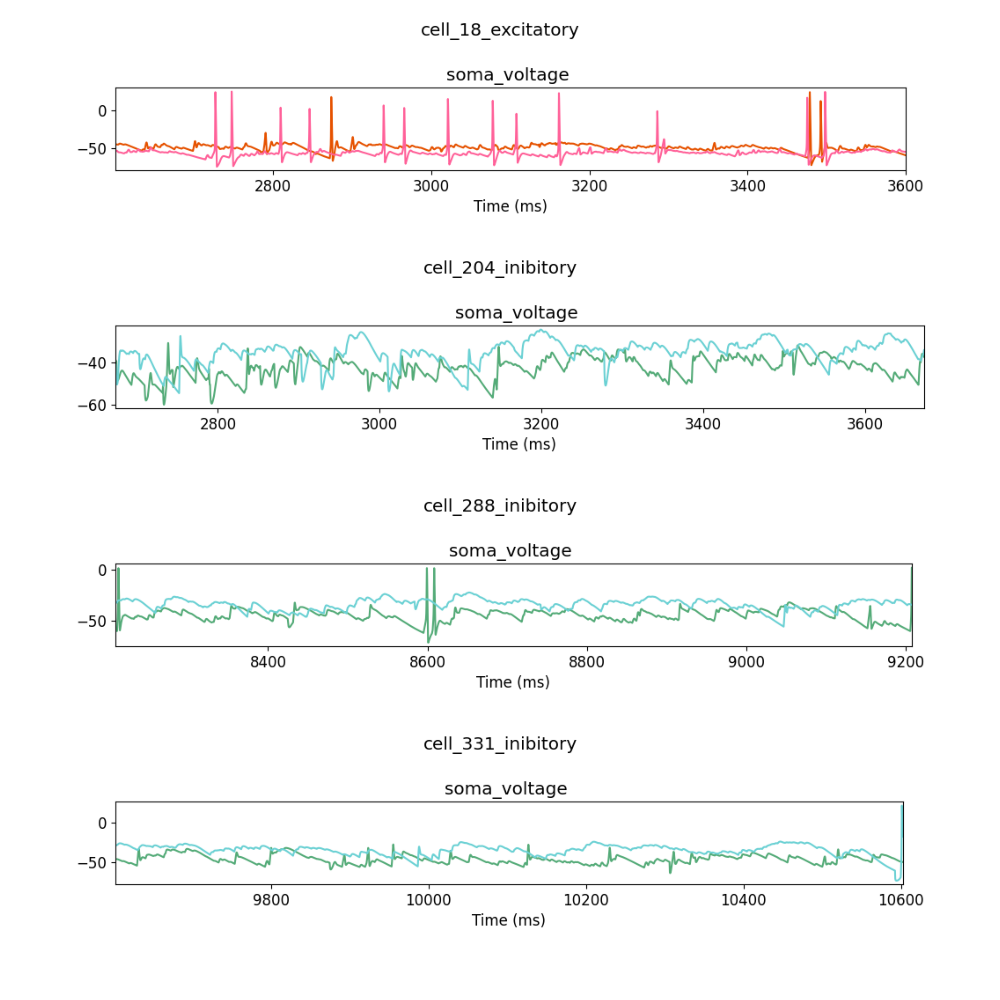 cell_18_excitatory
soma_voltage
0
−50
2800 3000 3200 3400 3600
Time (ms)
cell_204_inibitory
soma_voltage
−40
−60
2800 3000 3200 3400 3600
Time (ms)
cell_288_inibitory
soma_voltage
0
−50
8400 8600 8800 9000 9200
Time (ms)
cell_331_inibitory
soma_voltage
0
−50
9800 10000 10200 10400 10600
Time (ms)